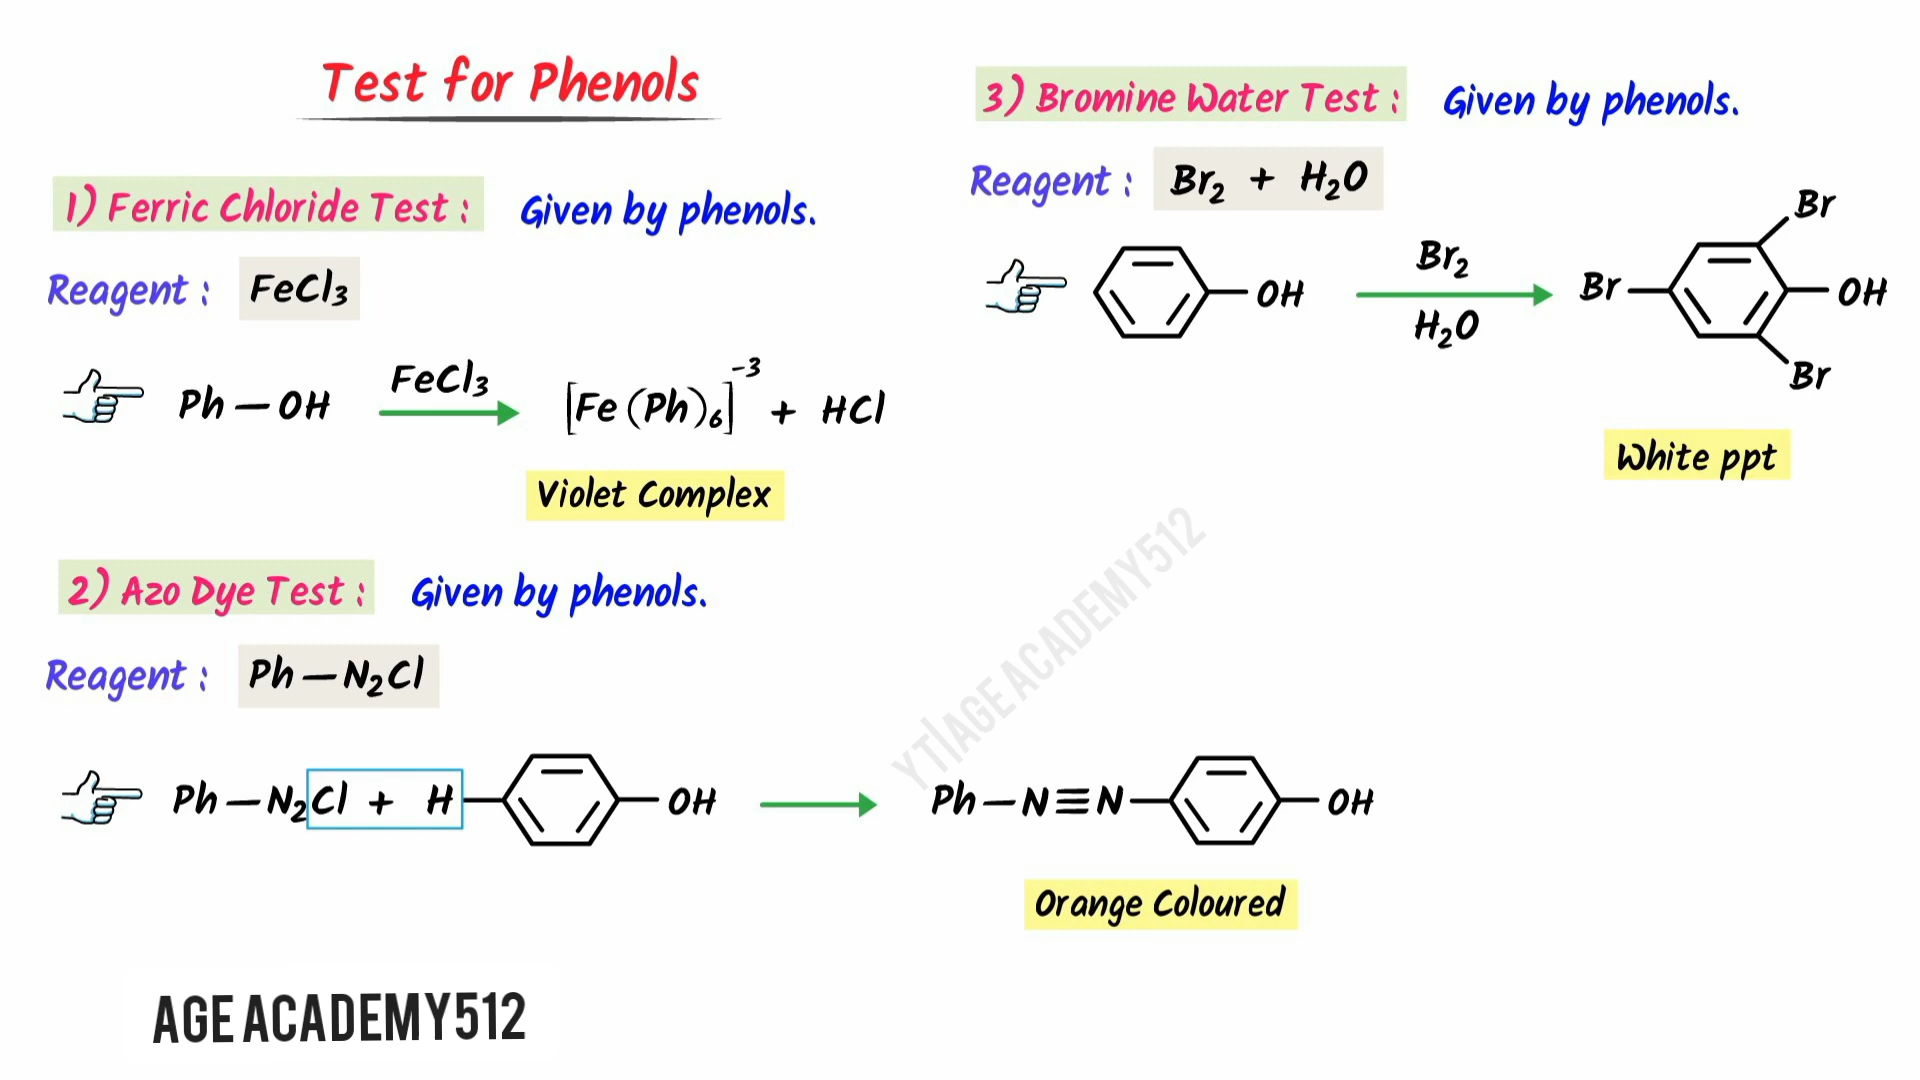 Test for Phenols
1) Ferric Chloride Test : Given by phenols.
Reagent : FeCl₃
Ph – OH FeCl₃ [Fe (Ph)₆]⁻³ + HCl
Violet Complex
2) Azo Dye Test : Given by phenols.
Reagent : Ph – N₂Cl
Ph – N₂Cl + H OH Ph – N ≡ N OH
Orange Coloured
3) Bromine Water Test : Given by phenols.
Reagent : Br₂ + H₂O
OH Br₂ H₂O Br Br OH Br
White ppt
YT|AGE ACADEMY512
AGE ACADEMY512